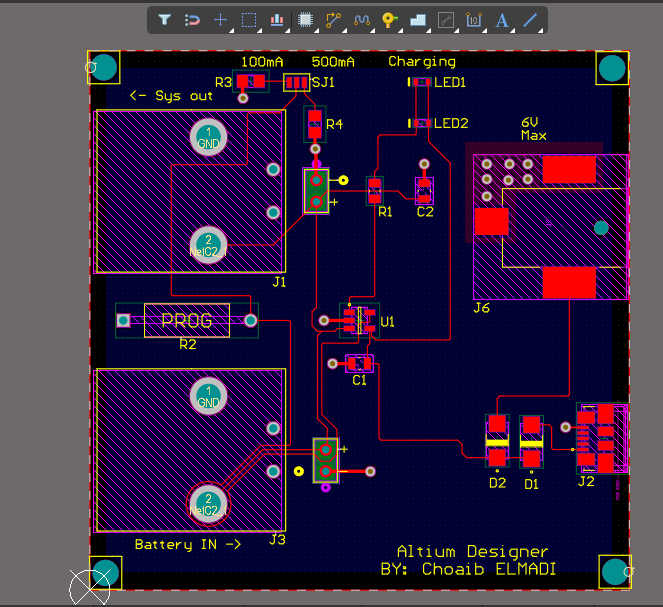 100mA 500mA Charging
R3 SJ1 LED1
<- Sys out
R4 LED2
6V
Max
1
GND
+
R1 C2
2
NetC2_1
J1
J6
PROG
R2
U1
C1
1
GND
+
2
NetC2_1
D2 D1 J2
J3
Battery IN ->
Altium Designer
BY: Choaib ELMADI